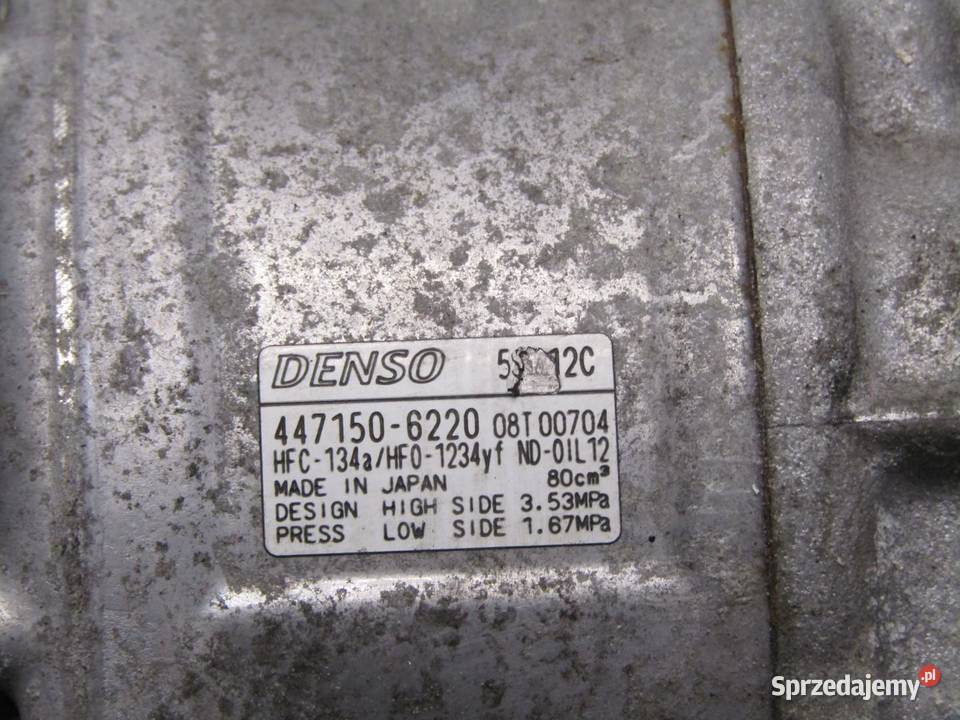 DENSO
447150-6220 08T00704
HFC-134a/HFO-1234yf ND-OIL12
MADE IN JAPAN 80cm³
DESIGN HIGH SIDE 3.53MPa
PRESS LOW SIDE 1.67MPa
Sprzedajemy.pl